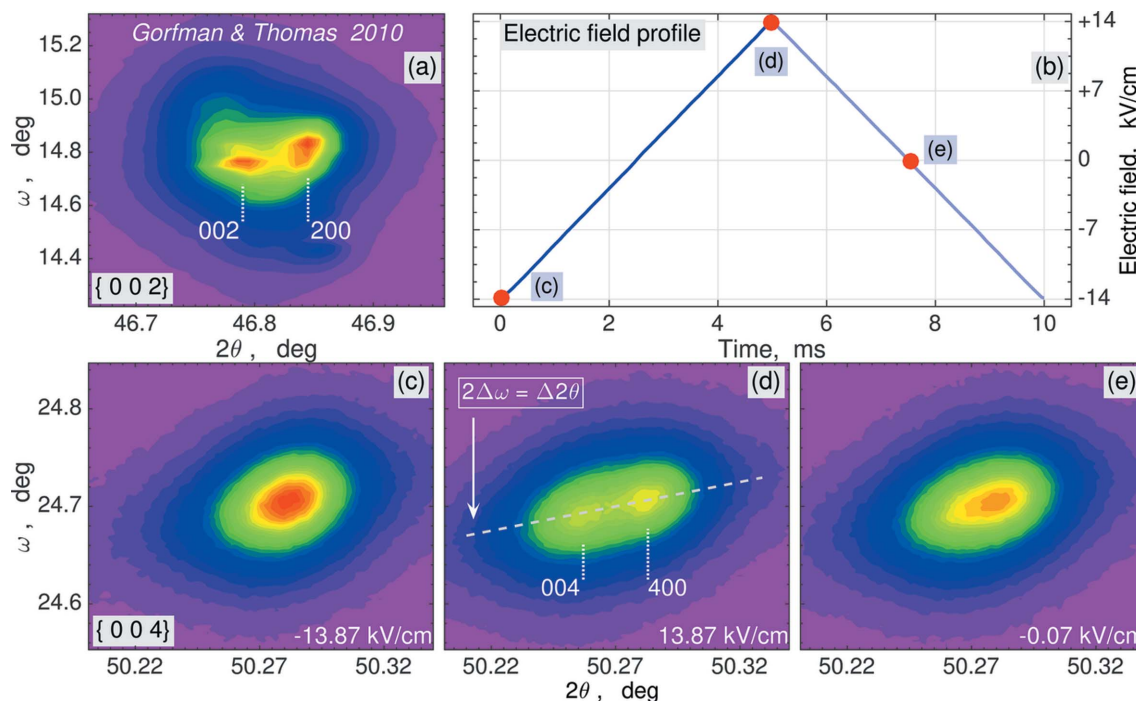 Gorfman & Thomas 2010
(a)
15.2
15.0
14.8
14.6
14.4
ω , deg
002
200
{ 0 0 2}
46.7
46.8
46.9
2θ , deg
Electric field profile
(b)
(d)
(e)
(c)
+14
+7
0
-7
-14
Electric field, kV/cm
0
2
4
6
8
10
Time, ms
(c)
24.8
24.7
24.6
ω , deg
{ 0 0 4}
-13.87 kV/cm
50.22
50.27
50.32
(d)
2Δω = Δ2θ
004
400
13.87 kV/cm
50.22
50.27
50.32
2θ , deg
(e)
-0.07 kV/cm
50.22
50.27
50.32